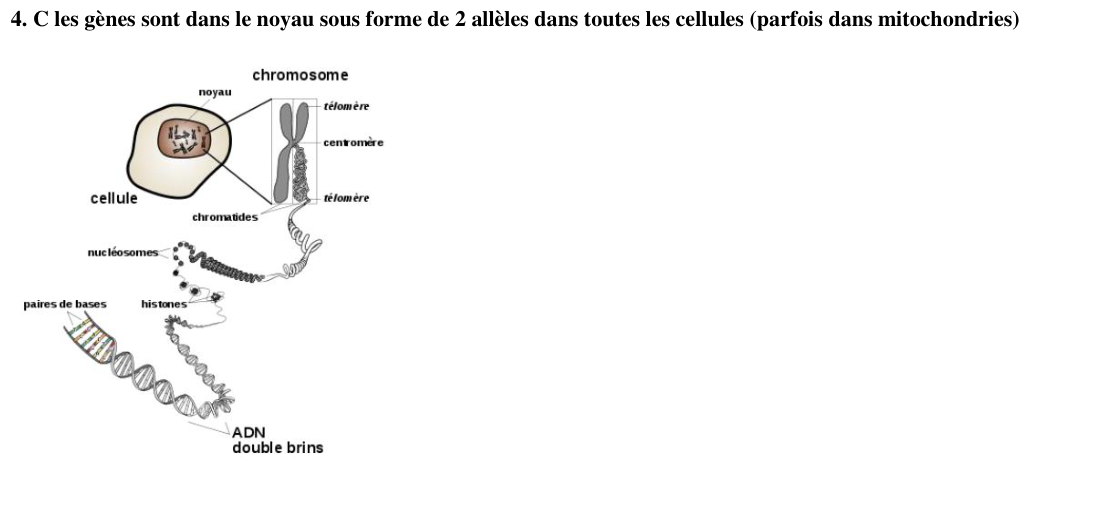 4. C les gènes sont dans le noyau sous forme de 2 allèles dans toutes les cellules (parfois dans mitochondries)
chromosome
noyau
télomère
centromère
cellule
télomère
chromatides
nucléosomes
paires de bases
histones
ADN
double brins